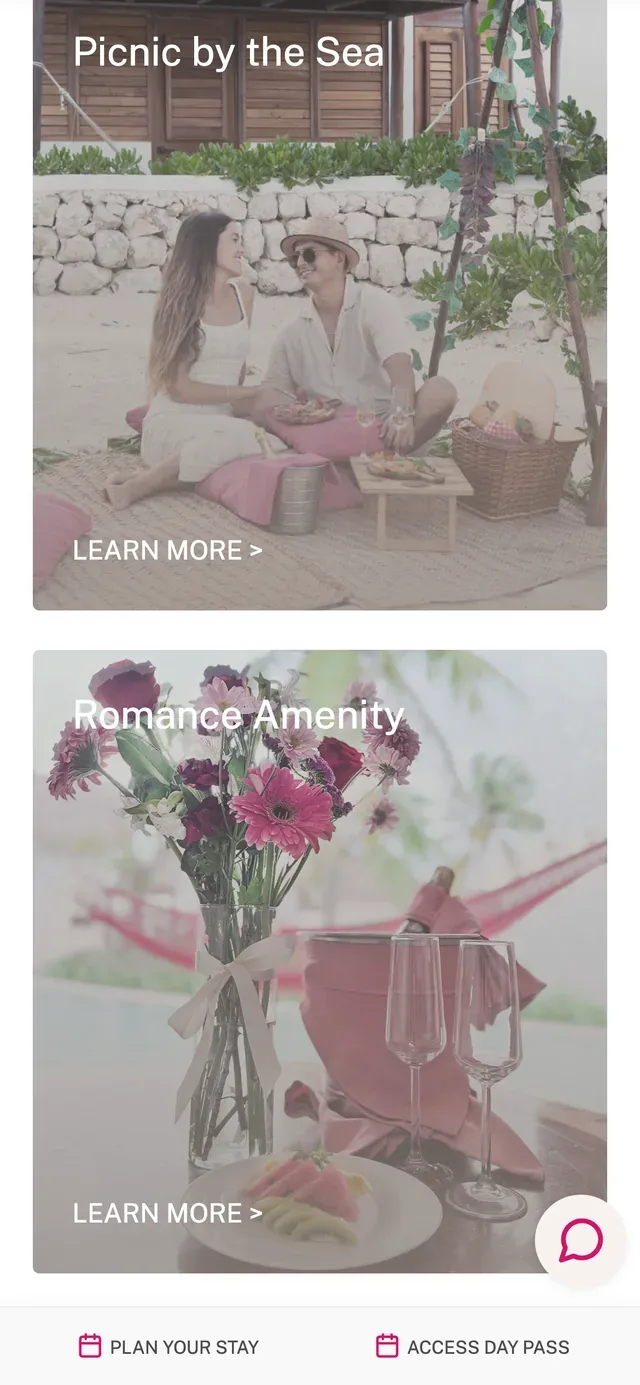 Picnic by the Sea
LEARN MORE >
Romance Amenity
LEARN MORE >
PLAN YOUR STAY
ACCESS DAY PASS